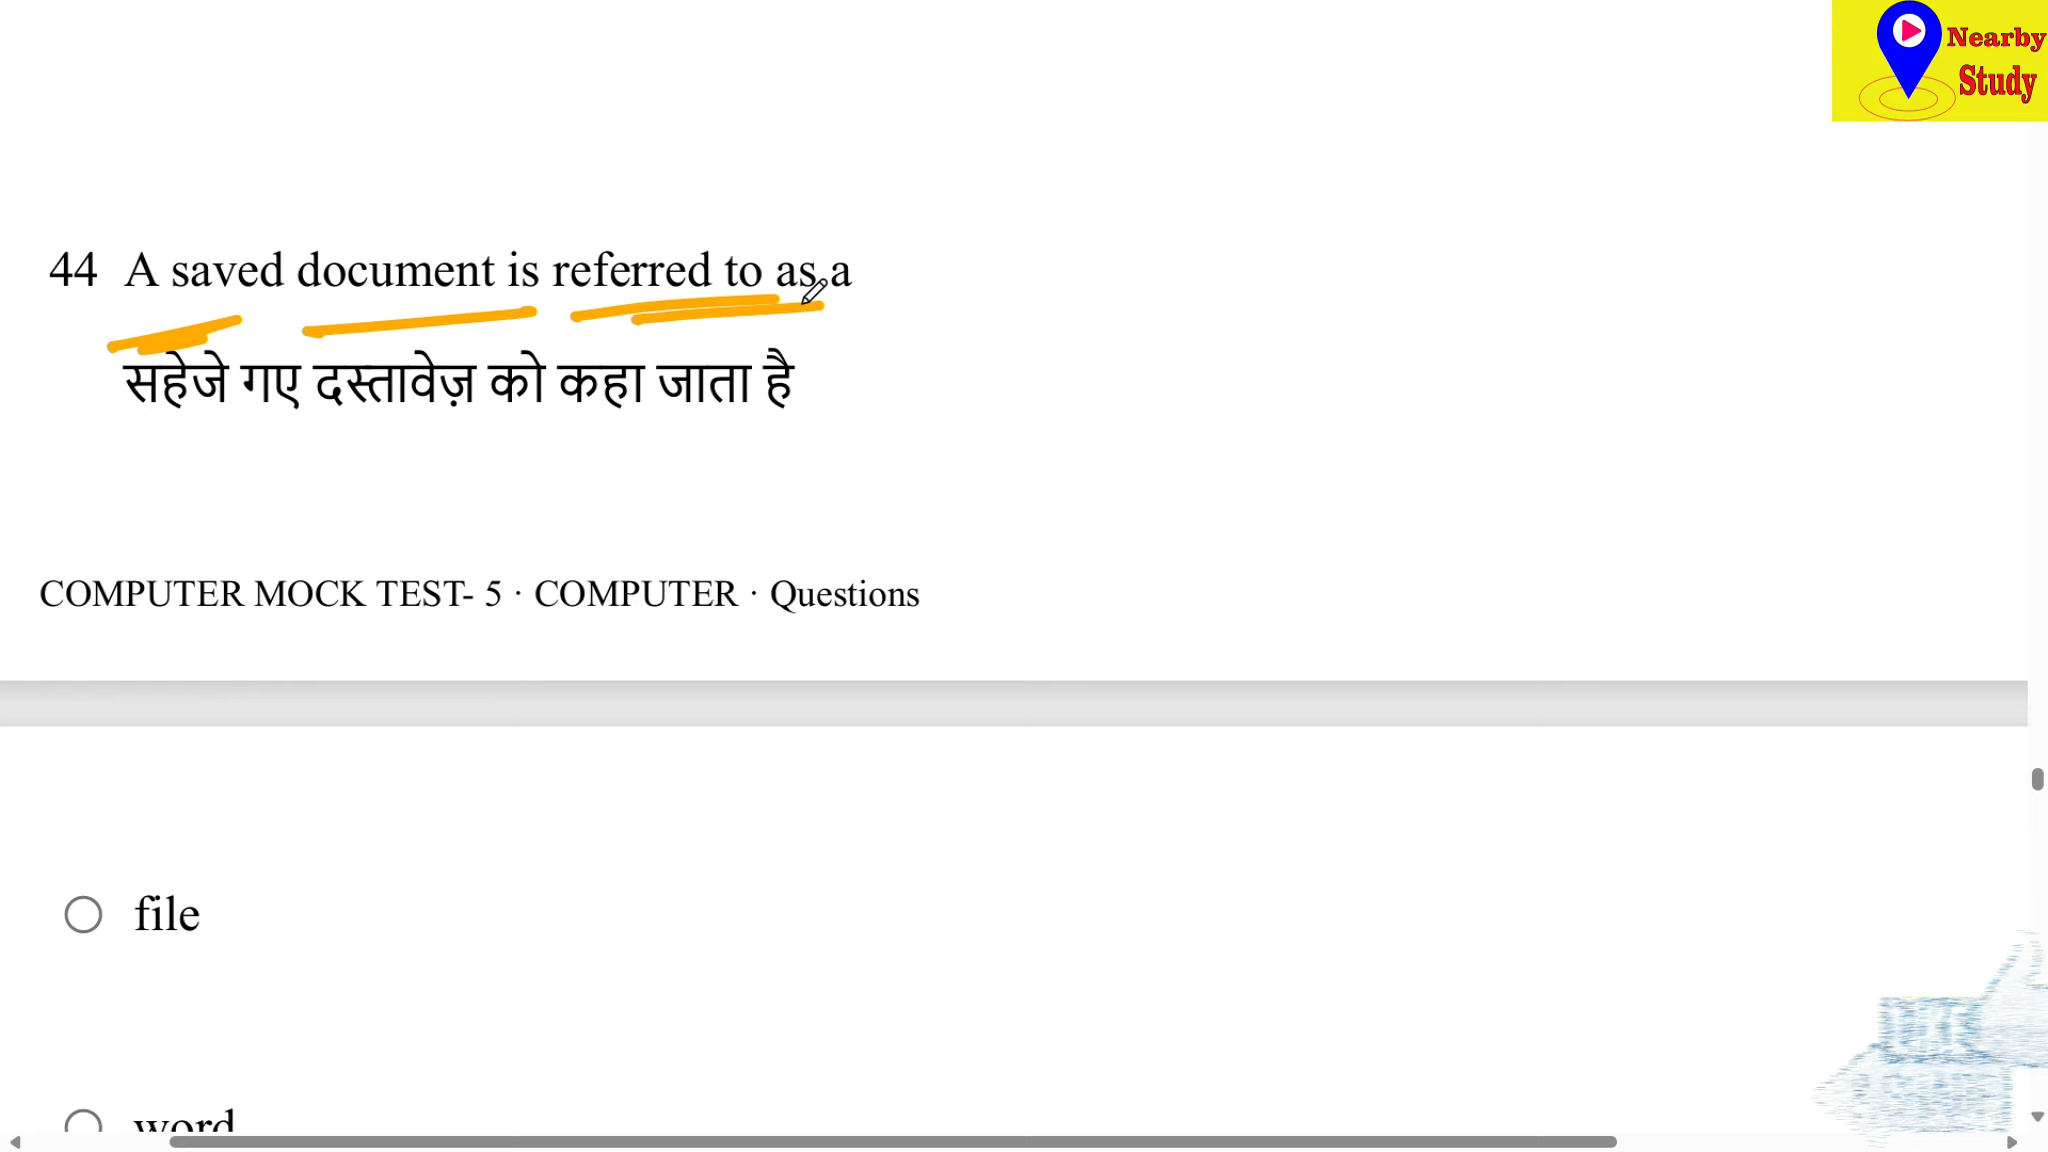 Nearby
Study
44 A saved document is referred to as a
सहेजे गए दस्तावेज़ को कहा जाता है
COMPUTER MOCK TEST- 5 · COMPUTER · Questions
file
word